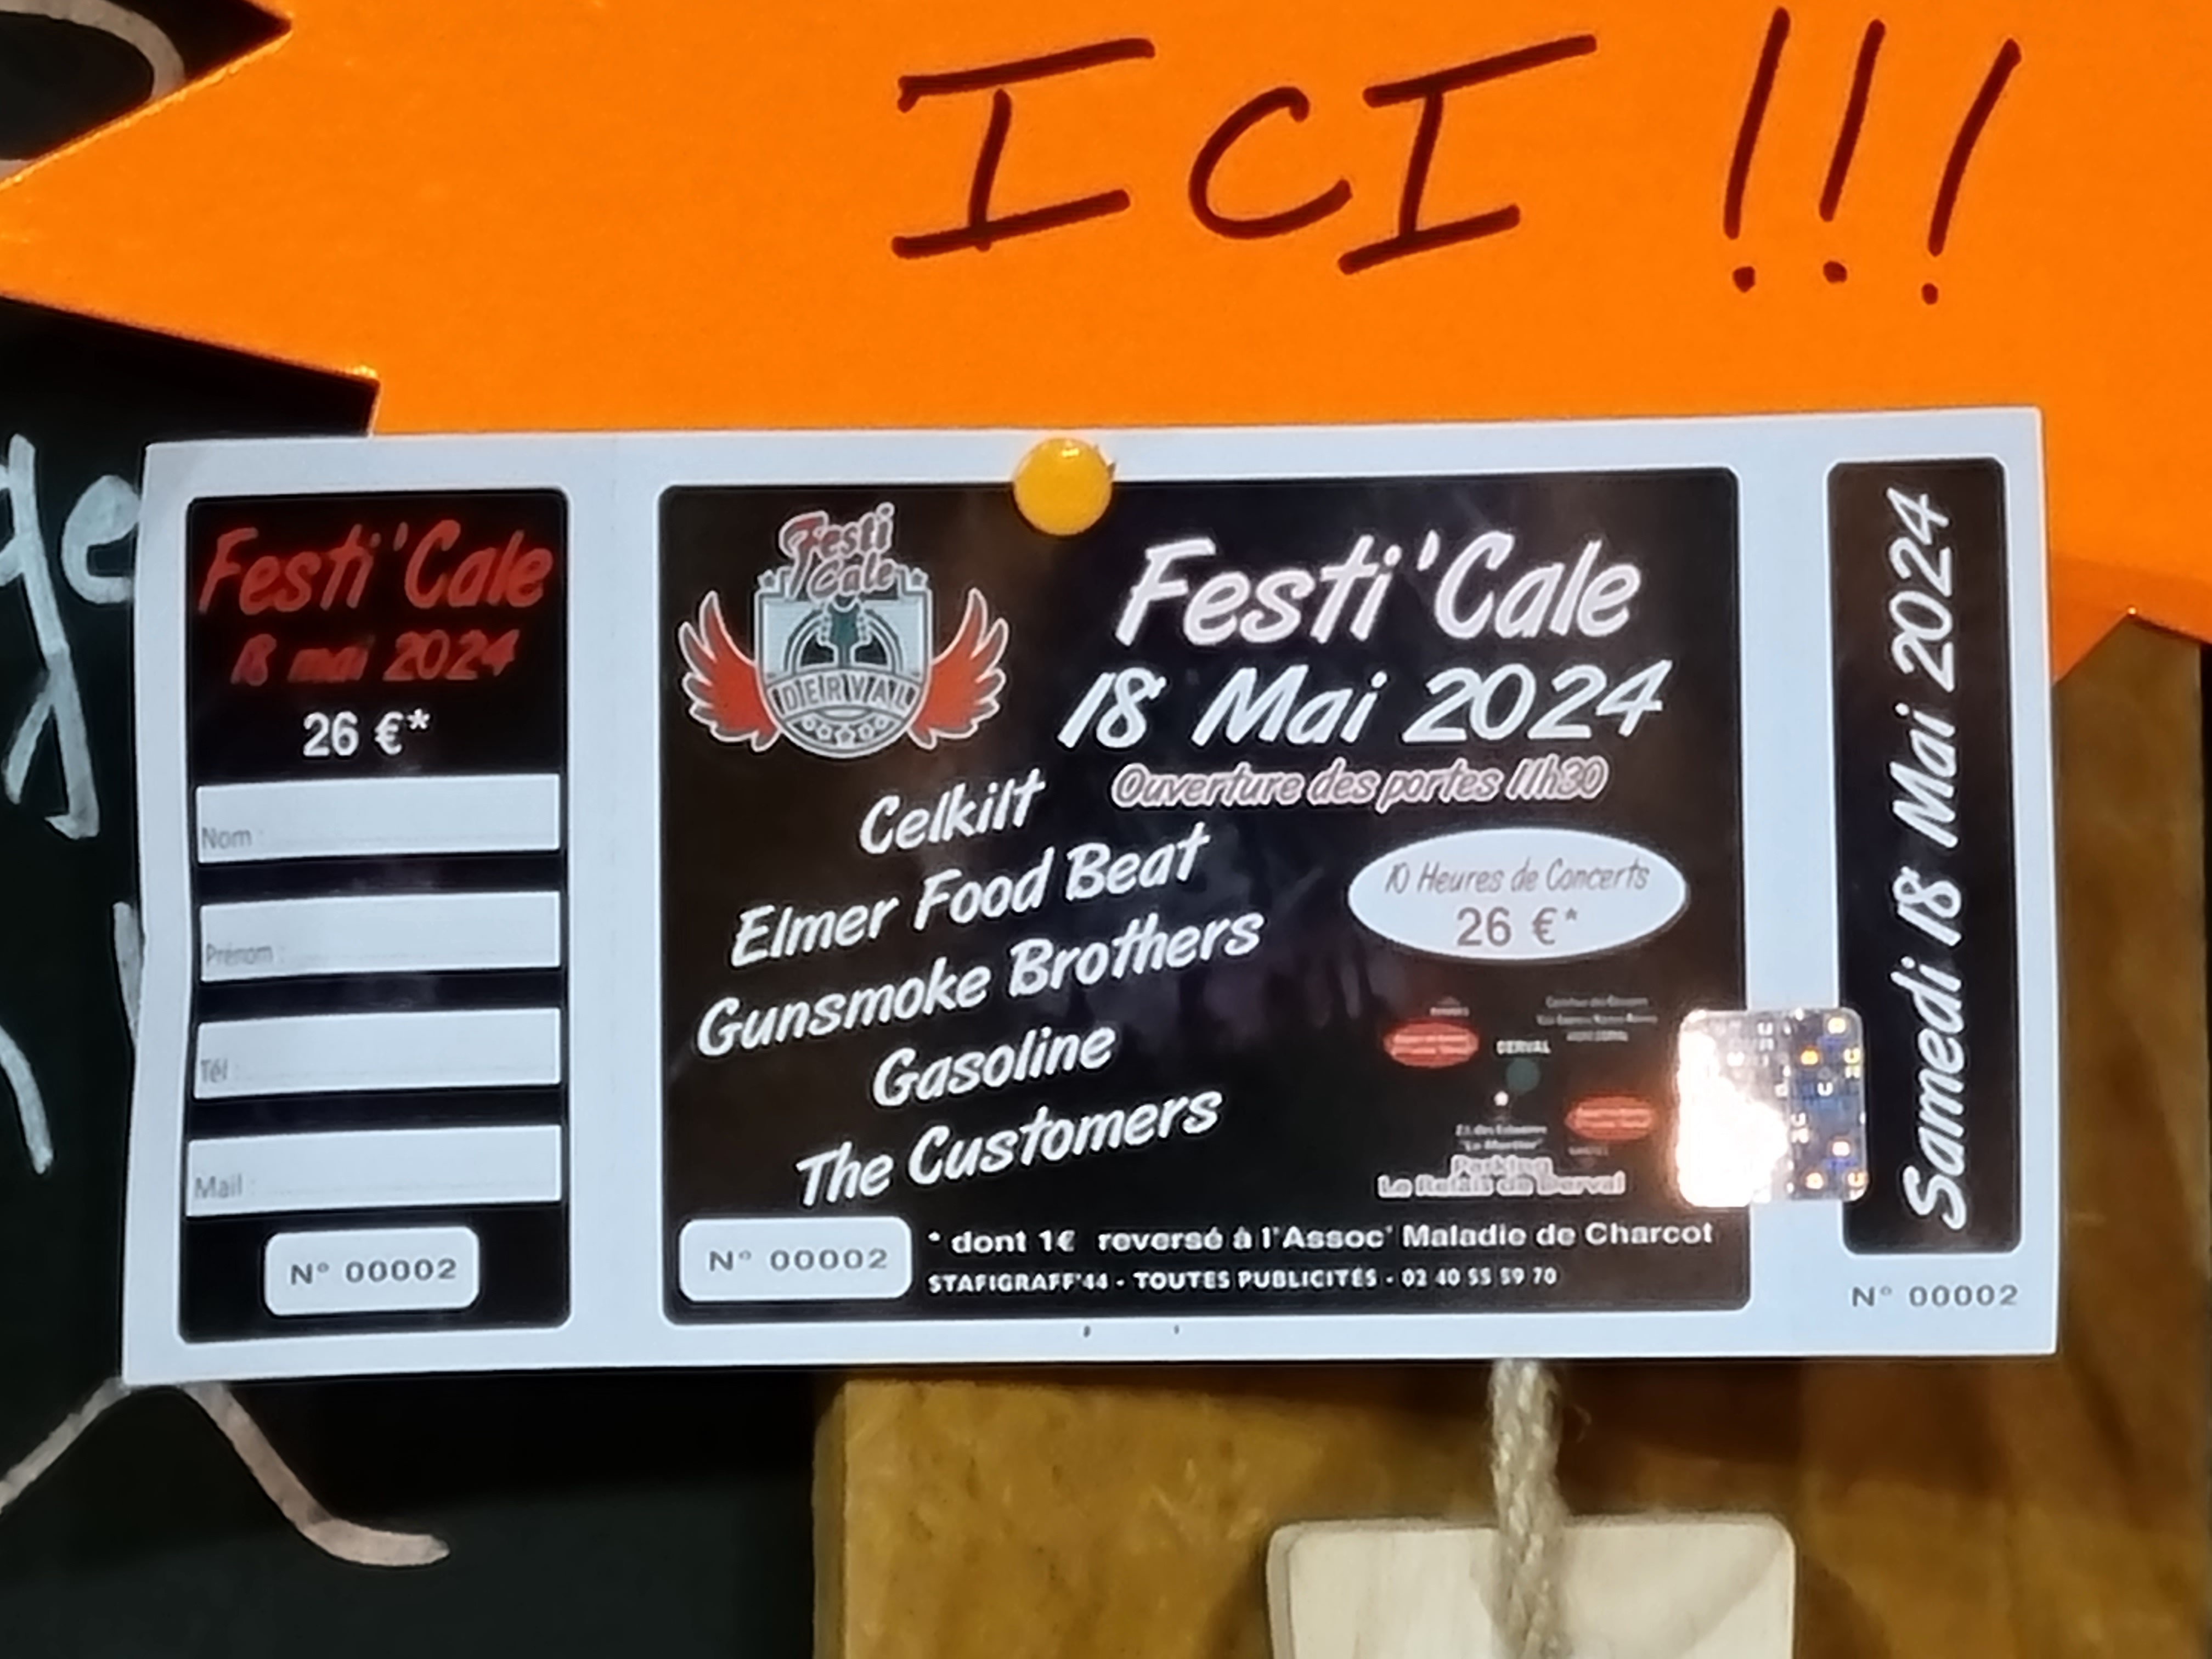 ICI !!!
ge
Festi'Cale
18 mai 2024
26 €*
Nom :
Prénom :
Tél :
Mail :
N° 00002
Festi
Cale
DERVAL
Festi'Cale
18 Mai 2024
Ouverture des portes 11h30
Celkilt
Elmer Food Beat
Gunsmoke Brothers
Gasoline
The Customers
10 Heures de Concerts
26 €*
DERVAL
Parking
Le Relais de Derval
N° 00002
* dont 1€ reversé à l'Assoc' Maladie de Charcot
STAFIGRAFF'44 - TOUTES PUBLICITÉS - 02 40 55 59 70
Samedi 18 Mai 2024
N° 00002